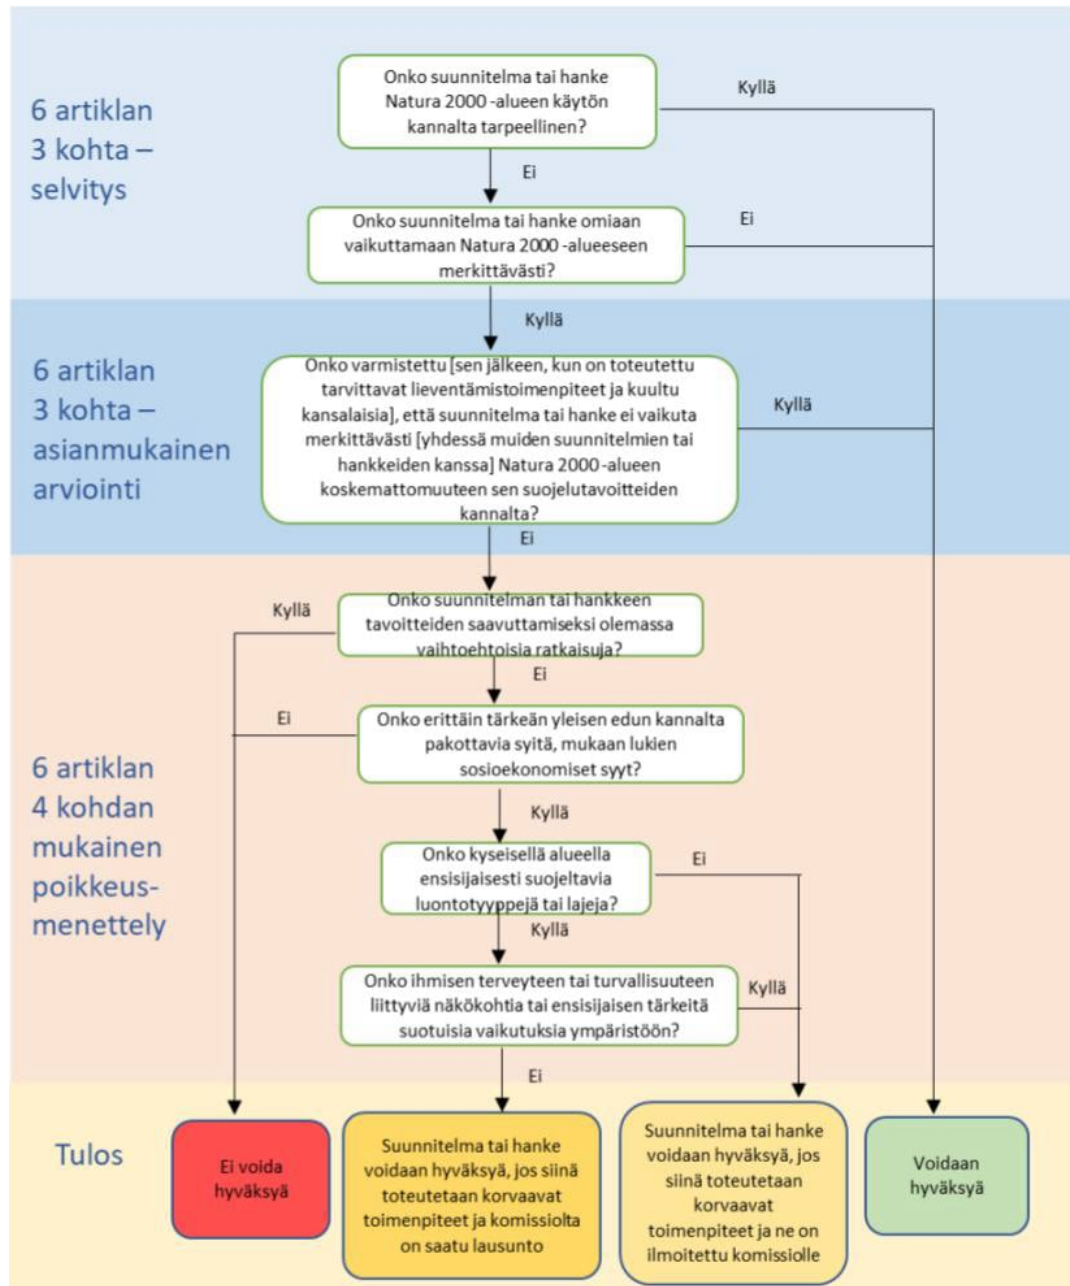 6 artiklan
3 kohta –
selvitys
Onko suunnitelma tai hanke
Natura 2000 -alueen käytön
kannalta tarpeellinen?
Kyllä
Ei
Onko suunnitelma tai hanke omiaan
vaikuttamaan Natura 2000 -alueeseen
merkittävästi?
Ei
Kyllä
6 artiklan
3 kohta –
asianmukainen
arviointi
Onko varmistettu [sen jälkeen, kun on toteutettu
tarvittavat lieventämistoimenpiteet ja kuultu
kansalaisia], että suunnitelma tai hanke ei vaikuta
merkittävästi [yhdessä muiden suunnitelmien tai
hankkeiden kanssa] Natura 2000 -alueen
koskemattomuuteen sen suojelutavoitteiden
kannalta?
Kyllä
Ei
6 artiklan
4 kohdan
mukainen
poikkeus-
menettely
Onko suunnitelman tai hankkeen
tavoitteiden saavuttamiseksi olemassa
vaihtoehtoisia ratkaisuja?
Kyllä
Ei
Onko erittäin tärkeän yleisen edun kannalta
pakottavia syitä, mukaan lukien
sosioekonomiset syyt?
Ei
Kyllä
Onko kyseisellä alueella
ensisijaisesti suojeltavia
luontotyyppejä tai lajeja?
Ei
Kyllä
Onko ihmisen terveyteen tai turvallisuuteen
liittyviä näkökohtia tai ensisijaisen tärkeitä
suotuisia vaikutuksia ympäristöön?
Kyllä
Ei
Tulos
Ei voida
hyväksyä
Suunnitelma tai hanke
voidaan hyväksyä, jos siinä
toteutetaan korvaavat
toimenpiteet ja komissiolta
on saatu lausunto
Suunnitelma tai hanke
voidaan hyväksyä, jos
siinä toteutetaan
korvaavat
toimenpiteet ja ne on
ilmoitettu komissiolle
Voidaan
hyväksyä